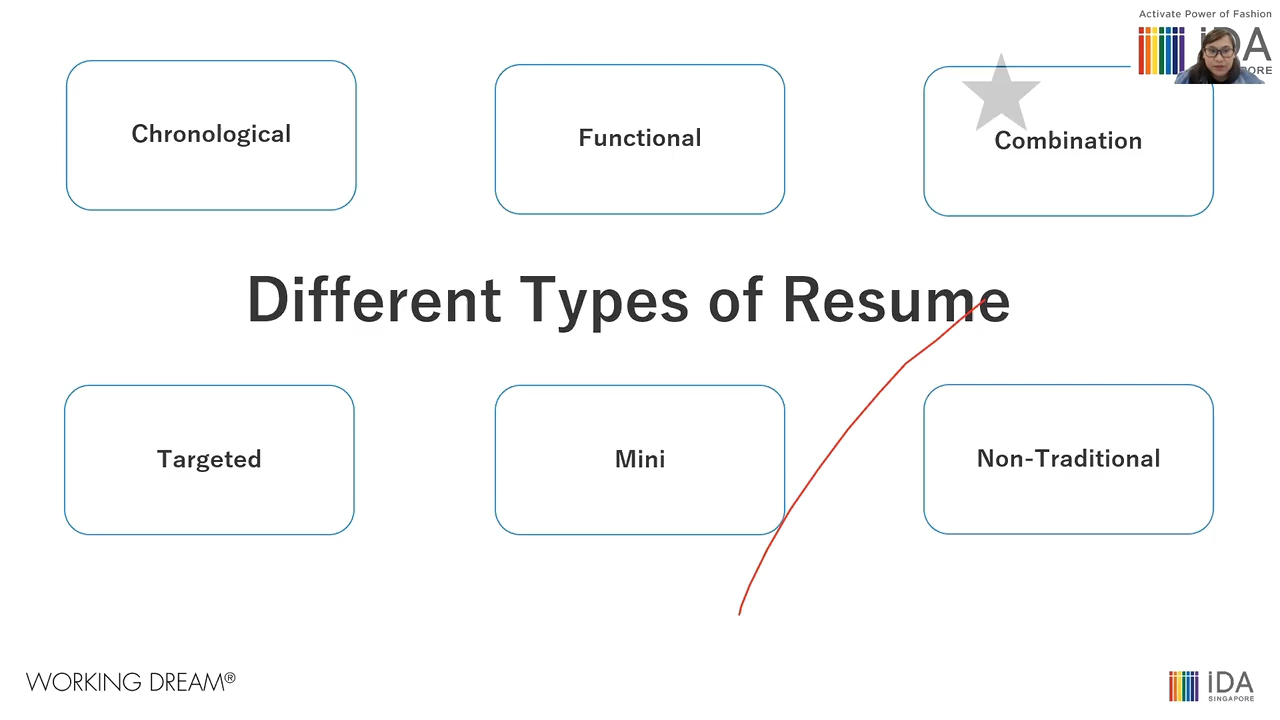 Activate Power of Fashion
Chronological
Functional
Combination
Different Types of Resume
Targeted
Mini
Non-Traditional
WORKING DREAM®
iDA
SINGAPORE